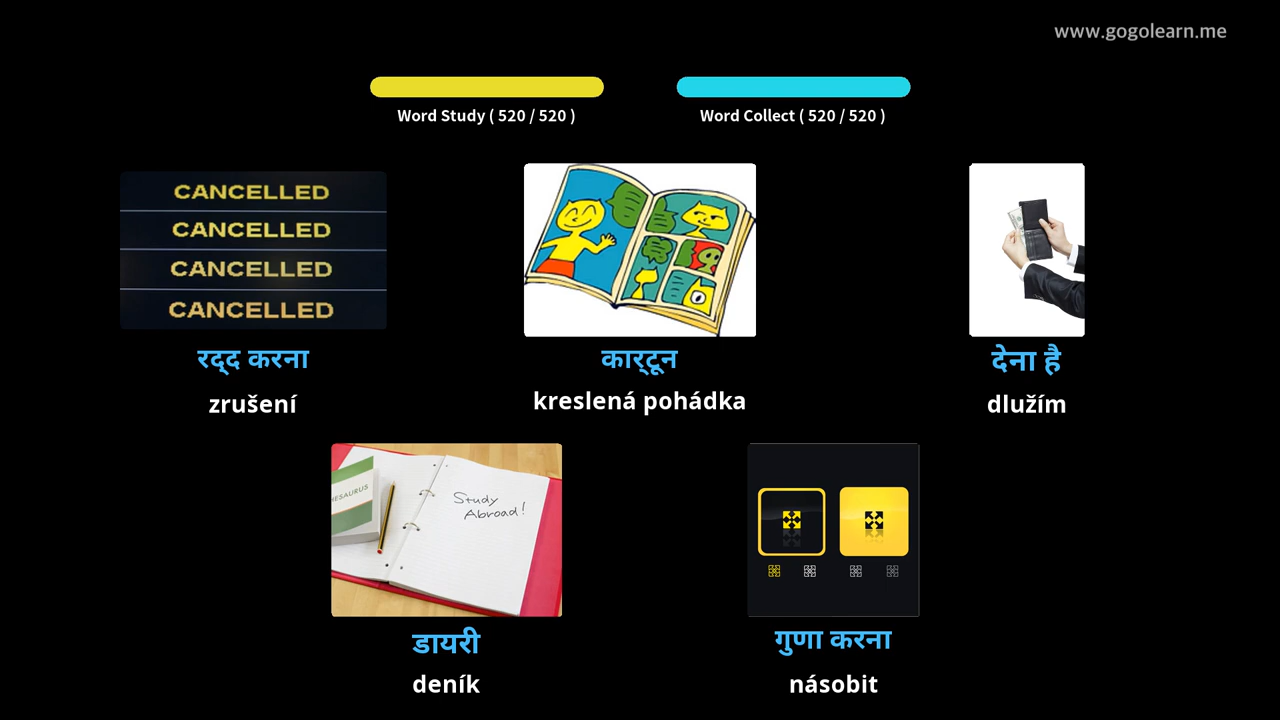 www.gogolearn.me
Word Study ( 520 / 520 )
Word Collect ( 520 / 520 )
CANCELLED
CANCELLED
CANCELLED
CANCELLED
रद्द करना
zrušení
कार्टून
kreslená pohádka
देना है
dlužím
HESAURUS
Study
Abroad!
डायरी
deník
गुणा करना
násobit